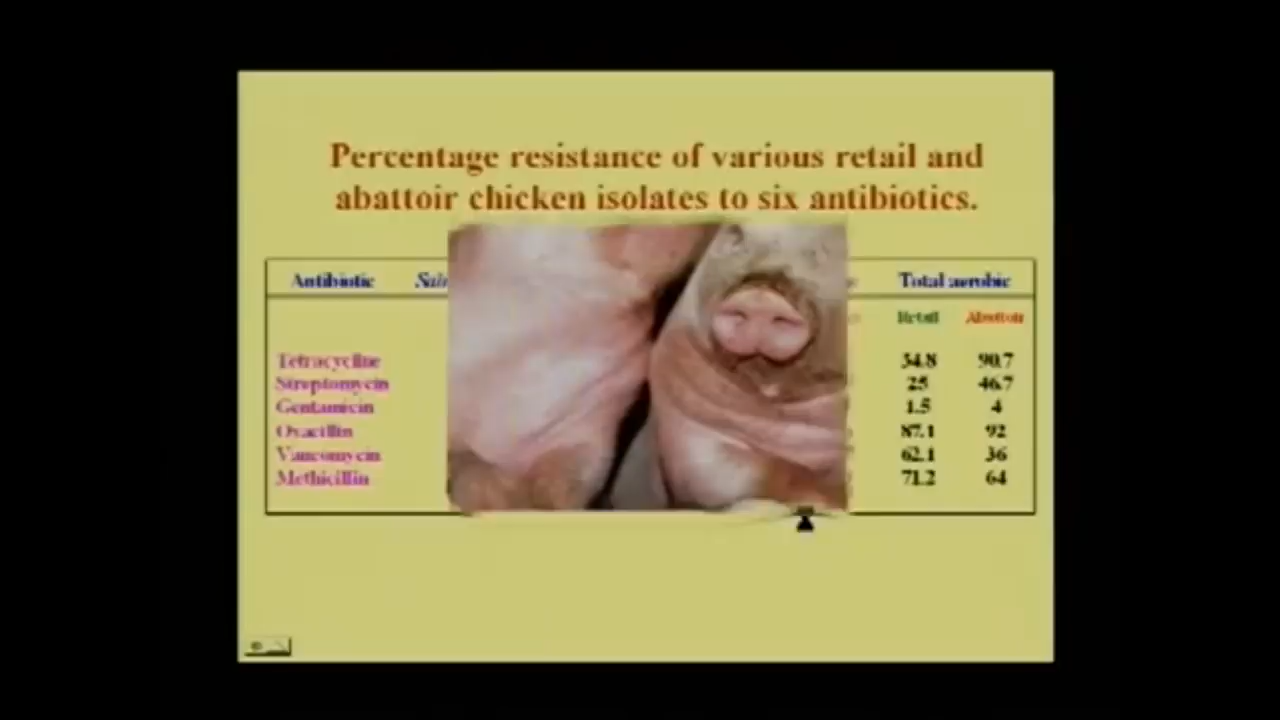 Percentage resistance of various retail and
abattoir chicken isolates to six antibiotics.
Antibiotic Total aerobic
Retail Abattoir
Tetracycline 34.8 90.7
Streptomycin 25 46.7
Gentamicin 1.5 4
Oxacillin 87.1 92
Vancomycin 62.1 36
Methicillin 71.2 64